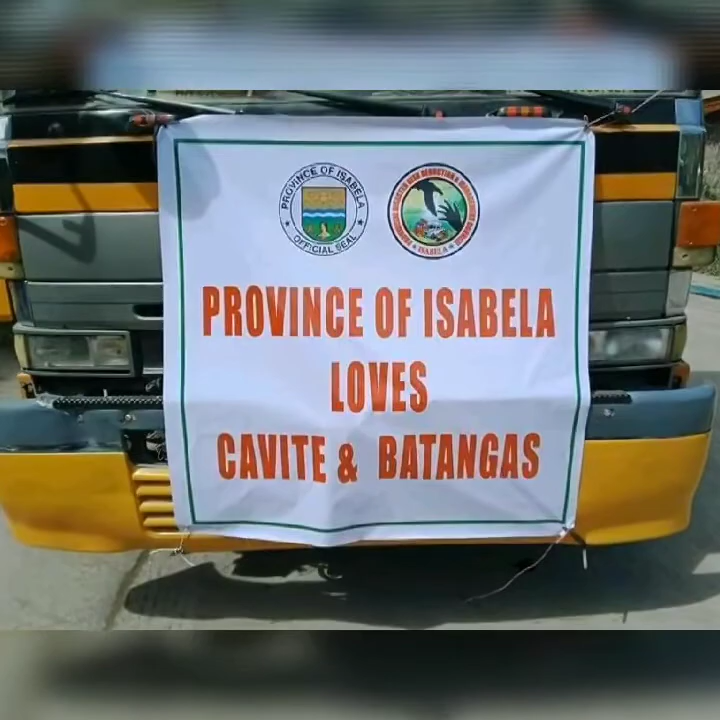 PROVINCE OF ISABELA
OFFICIAL SEAL
ISABELA
PROVINCE OF ISABELA
LOVES
CAVITE & BATANGAS